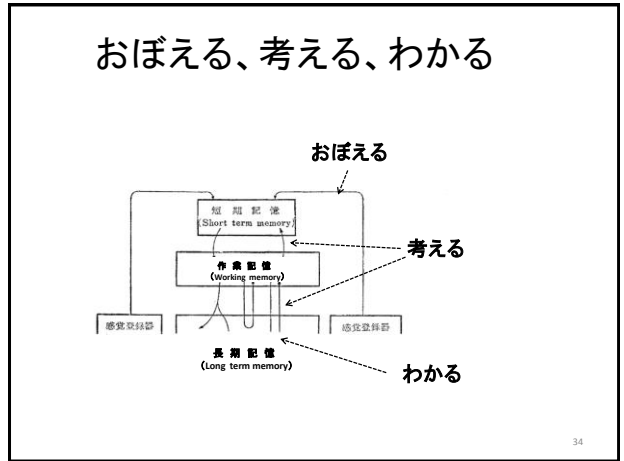 おぼえる、考える、わかる
おぼえる
短期記憶
(Short term memory)
考える
作業記憶
(Working memory)
感覚登録器
感覚登録器
長期記憶
(Long term memory)
わかる
34